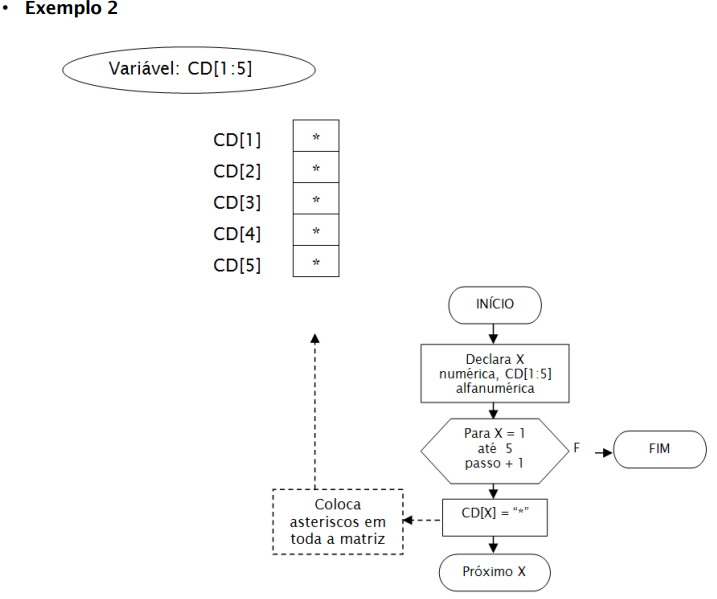 • Exemplo 2
Variável: CD[1:5]
CD[1] *
CD[2] *
CD[3] *
CD[4] *
CD[5] *
INÍCIO
Declara X
numérica, CD[1:5]
alfanumérica
Para X = 1
até 5
passo + 1
F
FIM
CD[X] = “*”
Coloca
asteriscos em
toda a matriz
Próximo X